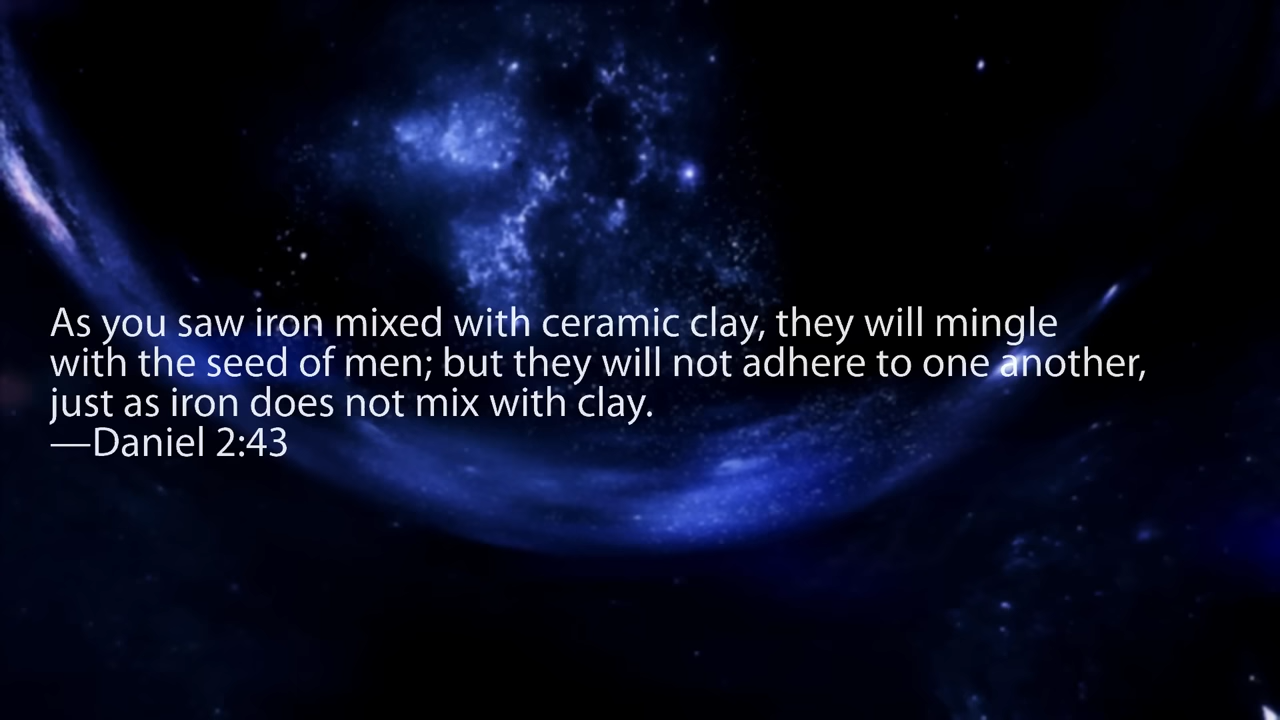 As you saw iron mixed with ceramic clay, they will mingle
with the seed of men; but they will not adhere to one another,
just as iron does not mix with clay.
—Daniel 2:43